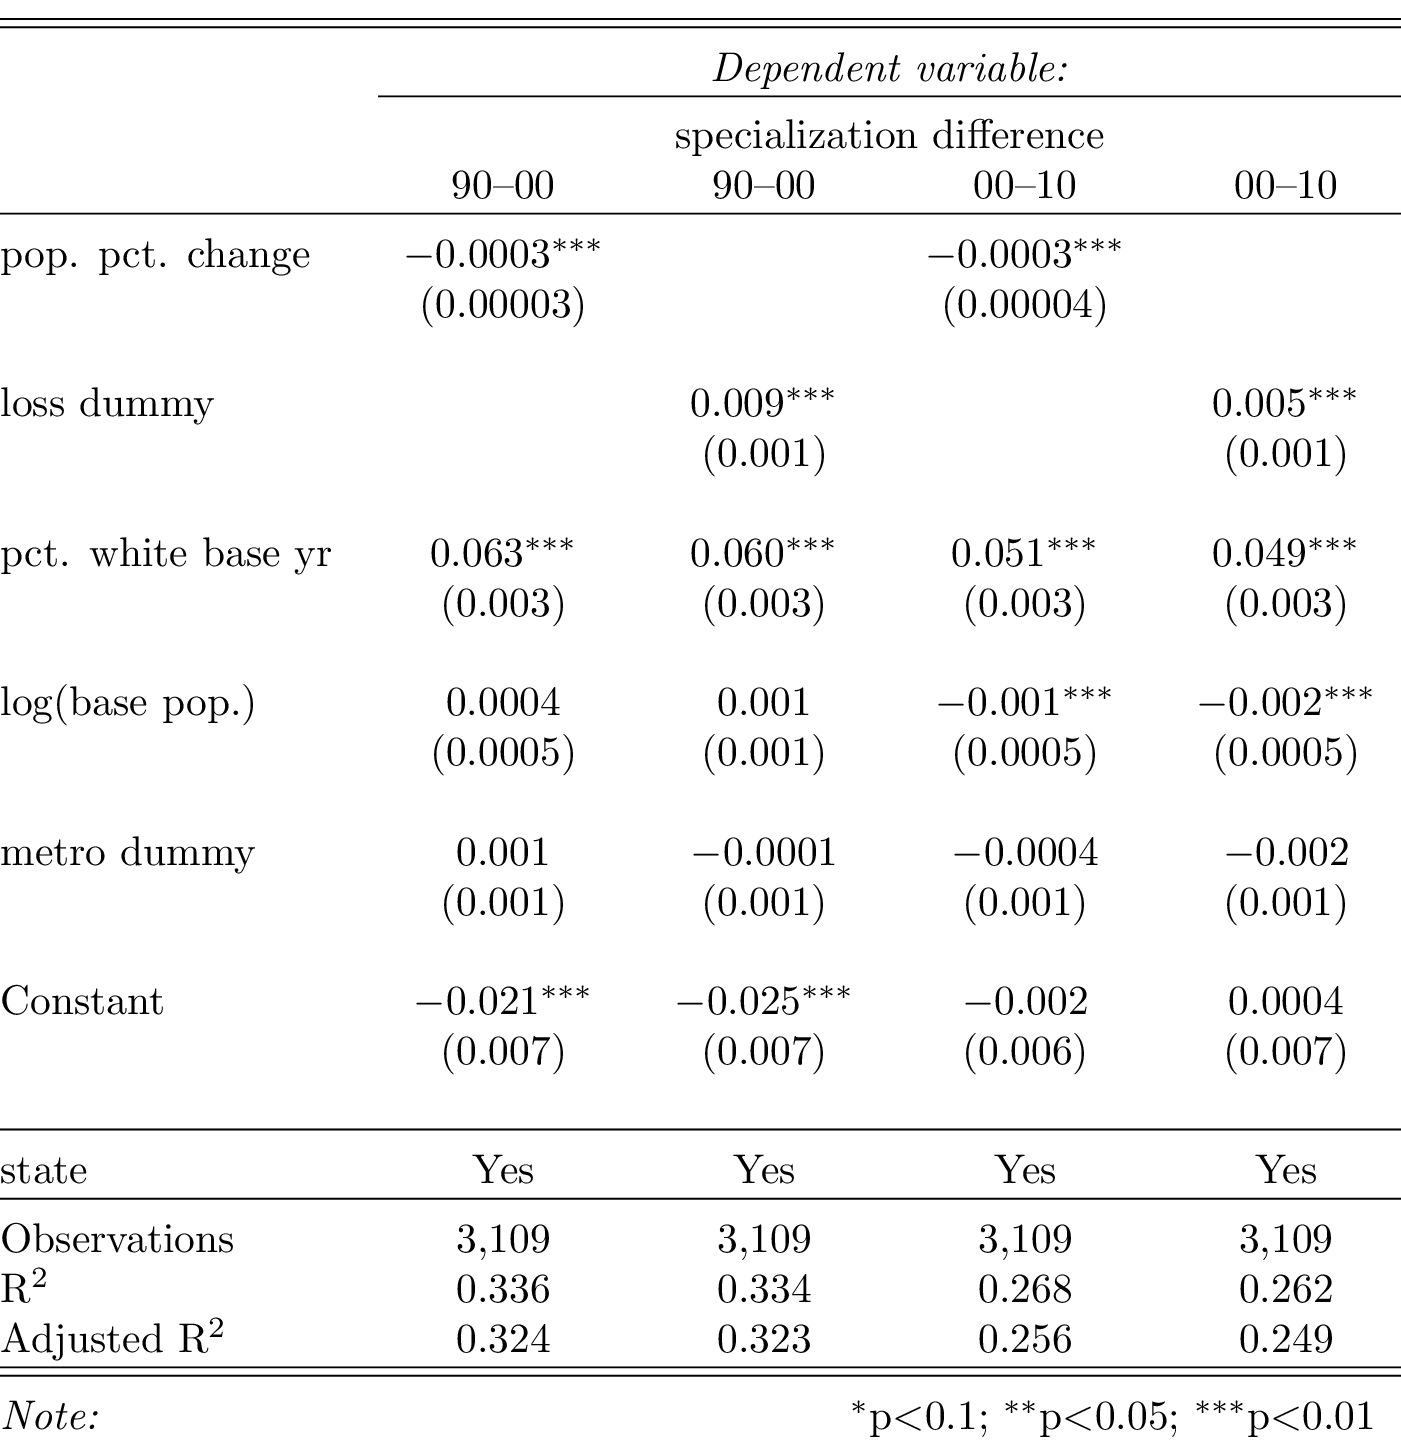 Dependent variable:
specialization difference
90–00 90–00 00–10 00–10
pop. pct. change −0.0003*** −0.0003***
(0.00003) (0.00004)
loss dummy 0.009*** 0.005***
(0.001) (0.001)
pct. white base yr 0.063*** 0.060*** 0.051*** 0.049***
(0.003) (0.003) (0.003) (0.003)
log(base pop.) 0.0004 0.001 −0.001*** −0.002***
(0.0005) (0.001) (0.0005) (0.0005)
metro dummy 0.001 −0.0001 −0.0004 −0.002
(0.001) (0.001) (0.001) (0.001)
Constant −0.021*** −0.025*** −0.002 0.0004
(0.007) (0.007) (0.006) (0.007)
state Yes Yes Yes Yes
Observations 3,109 3,109 3,109 3,109
R² 0.336 0.334 0.268 0.262
Adjusted R² 0.324 0.323 0.256 0.249
Note: *p<0.1; **p<0.05; ***p<0.01